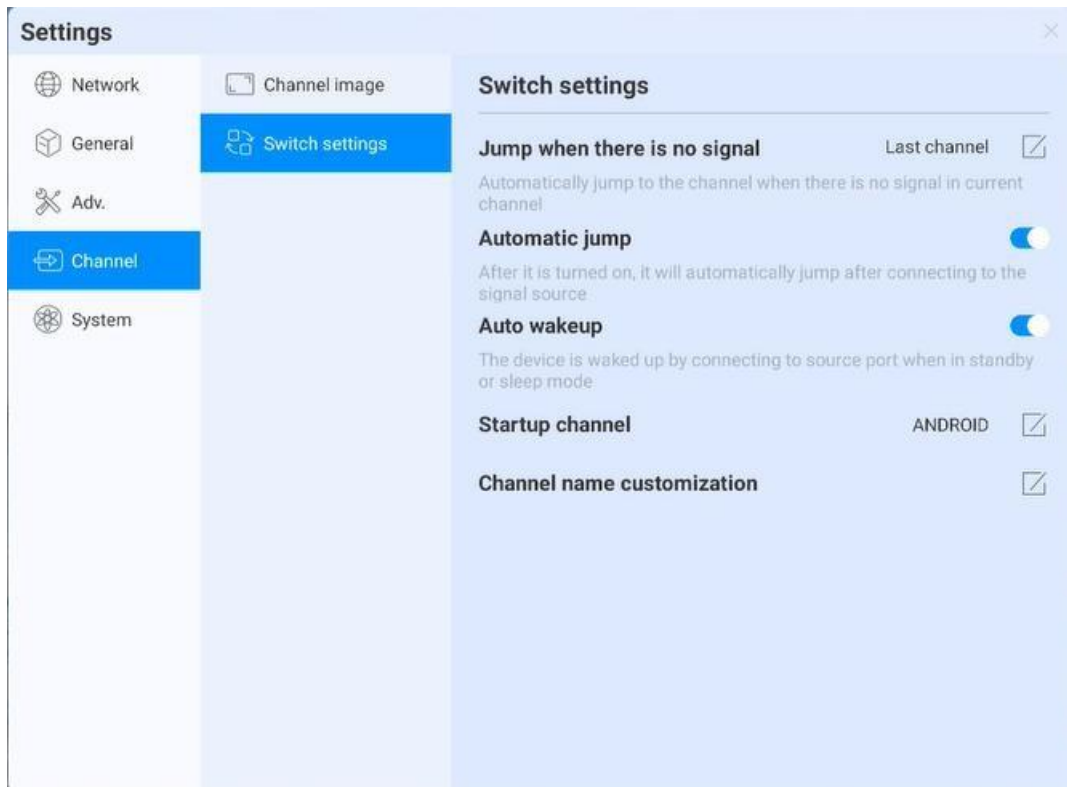 Settings
Network
General
Adv.
Channel
System
Channel image
Switch settings
Switch settings
Jump when there is no signal Last channel
Automatically jump to the channel when there is no signal in current
channel
Automatic jump
After it is turned on, it will automatically jump after connecting to the
signal source
Auto wakeup
The device is waked up by connecting to source port when in standby
or sleep mode
Startup channel ANDROID
Channel name customization